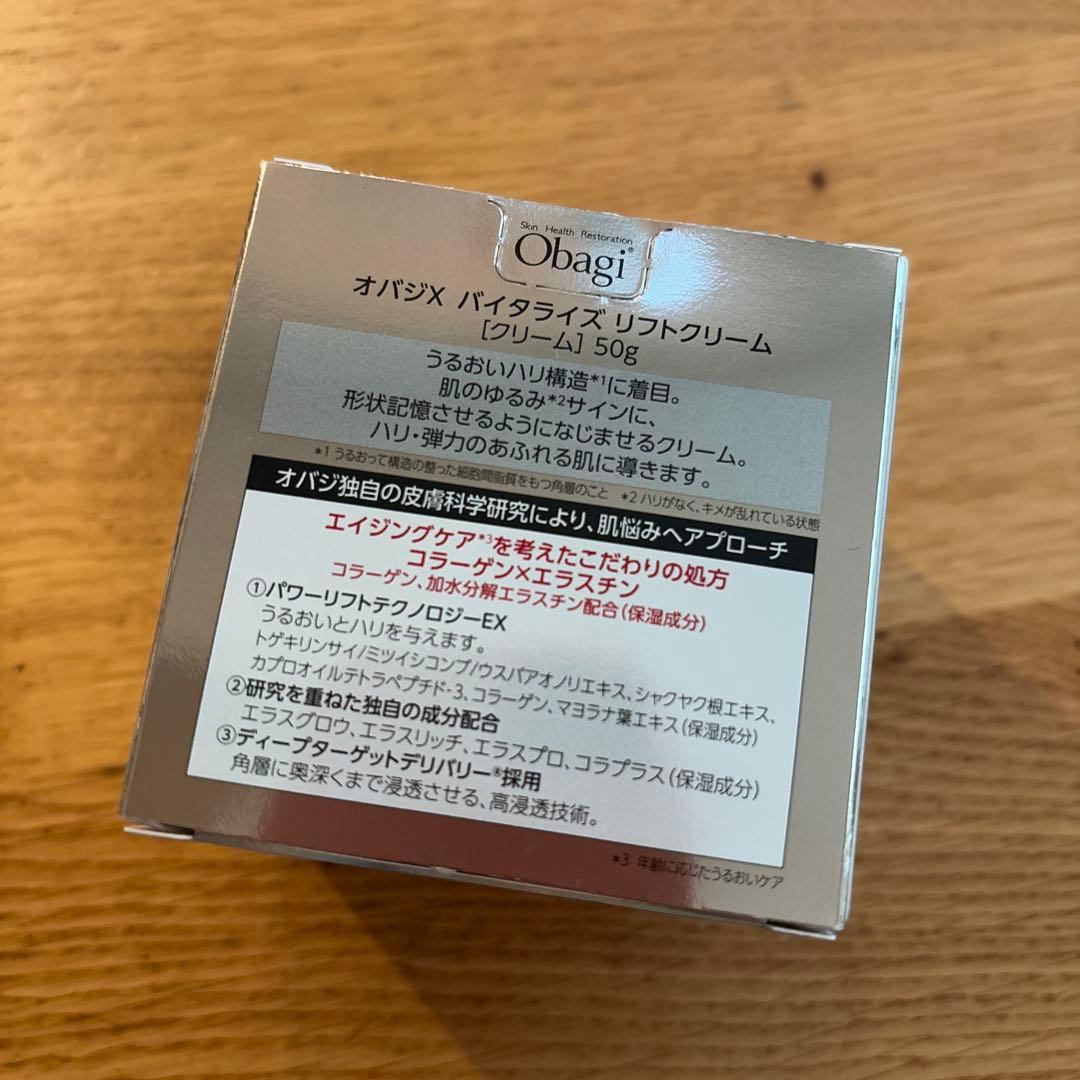 Skin Health Restoration
Obagi®
オバジX バイタライズ リフトクリーム
[クリーム] 50g
うるおいハリ構造*1に着目。
肌のゆるみ*2サインに、
形状記憶させるようになじませるクリーム。
ハリ・弾力のあふれる肌に導きます。
*1 うるおって構造の整った細胞間脂質をもつ角層のこと *2 ハリがなく、キメが乱れている状態
オバジ独自の皮膚科学研究により、肌悩みへアプローチ
エイジングケア*3を考えたこだわりの処方
コラーゲン×エラスチン
コラーゲン、加水分解エラスチン配合(保湿成分)
①パワーリフトテクノロジーEX
うるおいとハリを与えます。
トゲキリンサイ/ミツイシコンブ/ウスバアオノリエキス、シャクヤク根エキス、
カプロオイルテトラペプチド-3、コラーゲン、マヨラナ葉エキス(保湿成分)
②研究を重ねた独自の成分配合
エラスグロウ、エラスリッチ、エラスプロ、コラプラス(保湿成分)
③ディープターゲットデリバリー®採用
角層に奥深くまで浸透させる、高浸透技術。
*3 年齢に応じたうるおいケア